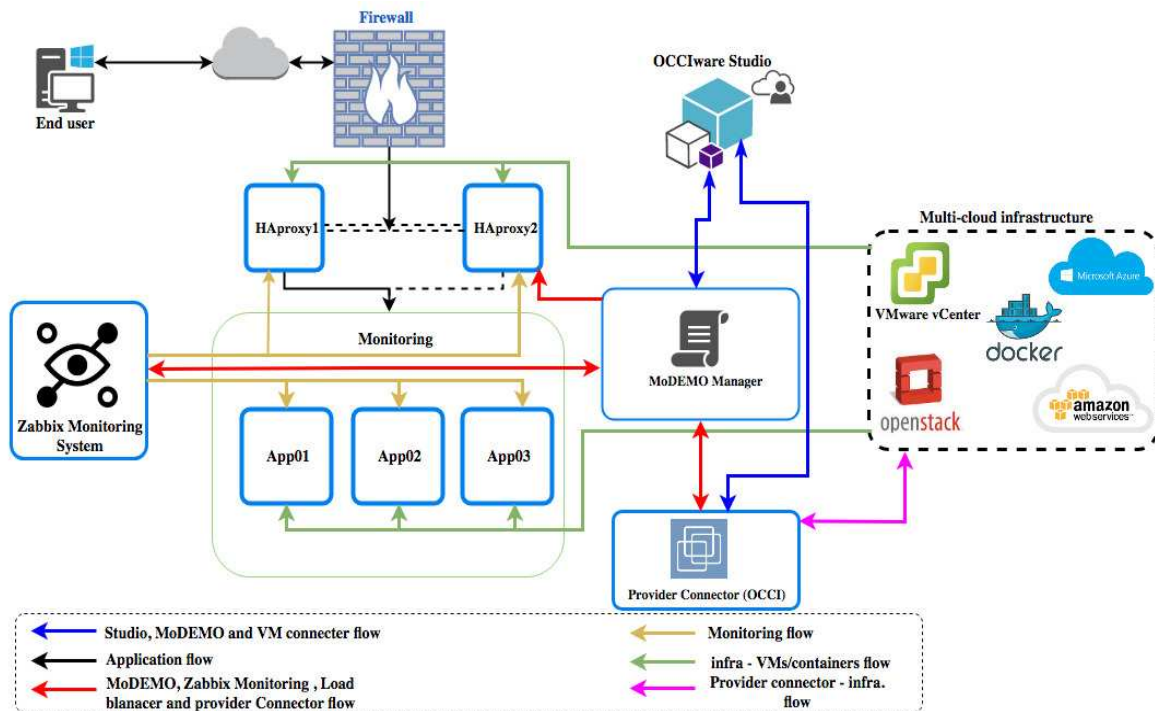 Firewall
OCCIware Studio
End user
Multi-cloud infrastructure
HAproxy1
HAproxy2
Microsoft Azure
VMware vCenter
docker
Monitoring
MoDEMO Manager
openstack
amazon
webservices™
Zabbix Monitoring
System
App01
App02
App03
Provider Connector (OCCI)
Studio, MoDEMO and VM connecter flow
Monitoring flow
Application flow
infra - VMs/containers flow
MoDEMO, Zabbix Monitoring , Load
blanacer and provider Connector flow
Provider connector - infra.
flow